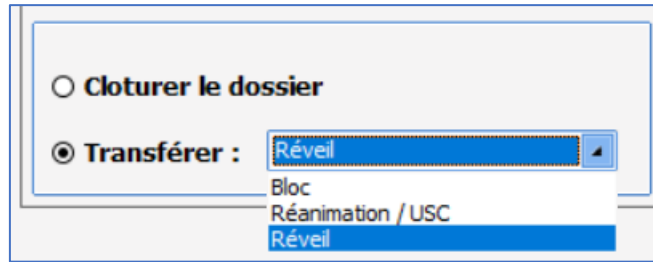 Cloturer le dossier
Transférer : Réveil
Bloc
Réanimation / USC
Réveil